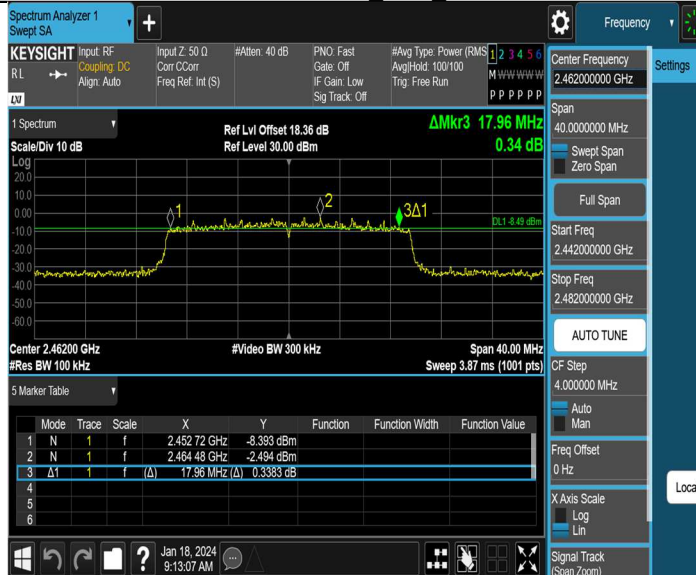 Spectrum Analyzer 1
Swept SA
+
Frequency
KEYSIGHT
RL
LXI
Input: RF
Coupling: DC
Align: Auto
Input Z: 50 Ω
Corr CCorr
Freq Ref: Int (S)
#Atten: 40 dB
PNO: Fast
Gate: Off
IF Gain: Low
Sig Track: Off
#Avg Type: Power (RMS
Avg|Hold: 100/100
Trig: Free Run
1 2 3 4 5 6
M W W W W W
P P P P P P
1 Spectrum
Scale/Div 10 dB
Ref Lvl Offset 18.36 dB
Ref Level 30.00 dBm
ΔMkr3 17.96 MHz
0.34 dB
Log
20.0
10.0
0.00
-10.0
-20.0
-30.0
-40.0
-50.0
-60.0
1
2
3Δ1
DL1 -8.49 dBm
Center 2.46200 GHz
#Res BW 100 kHz
#Video BW 300 kHz
Span 40.00 MHz
Sweep 3.87 ms (1001 pts)
5 Marker Table
Mode Trace Scale X Y Function Function Width Function Value
1 N 1 f 2.452 72 GHz -8.393 dBm
2 N 1 f 2.464 48 GHz -2.494 dBm
3 Δ1 1 f (Δ) 17.96 MHz (Δ) 0.3383 dB
4
5
6
Jan 18, 2024
9:13:07 AM
?
Center Frequency
2.462000000 GHz
Span
40.0000000 MHz
Swept Span
Zero Span
Full Span
Start Freq
2.442000000 GHz
Stop Freq
2.482000000 GHz
AUTO TUNE
CF Step
4.000000 MHz
Auto
Man
Freq Offset
0 Hz
X Axis Scale
Log
Lin
Signal Track
(Span Zoom)
Settings
Loca